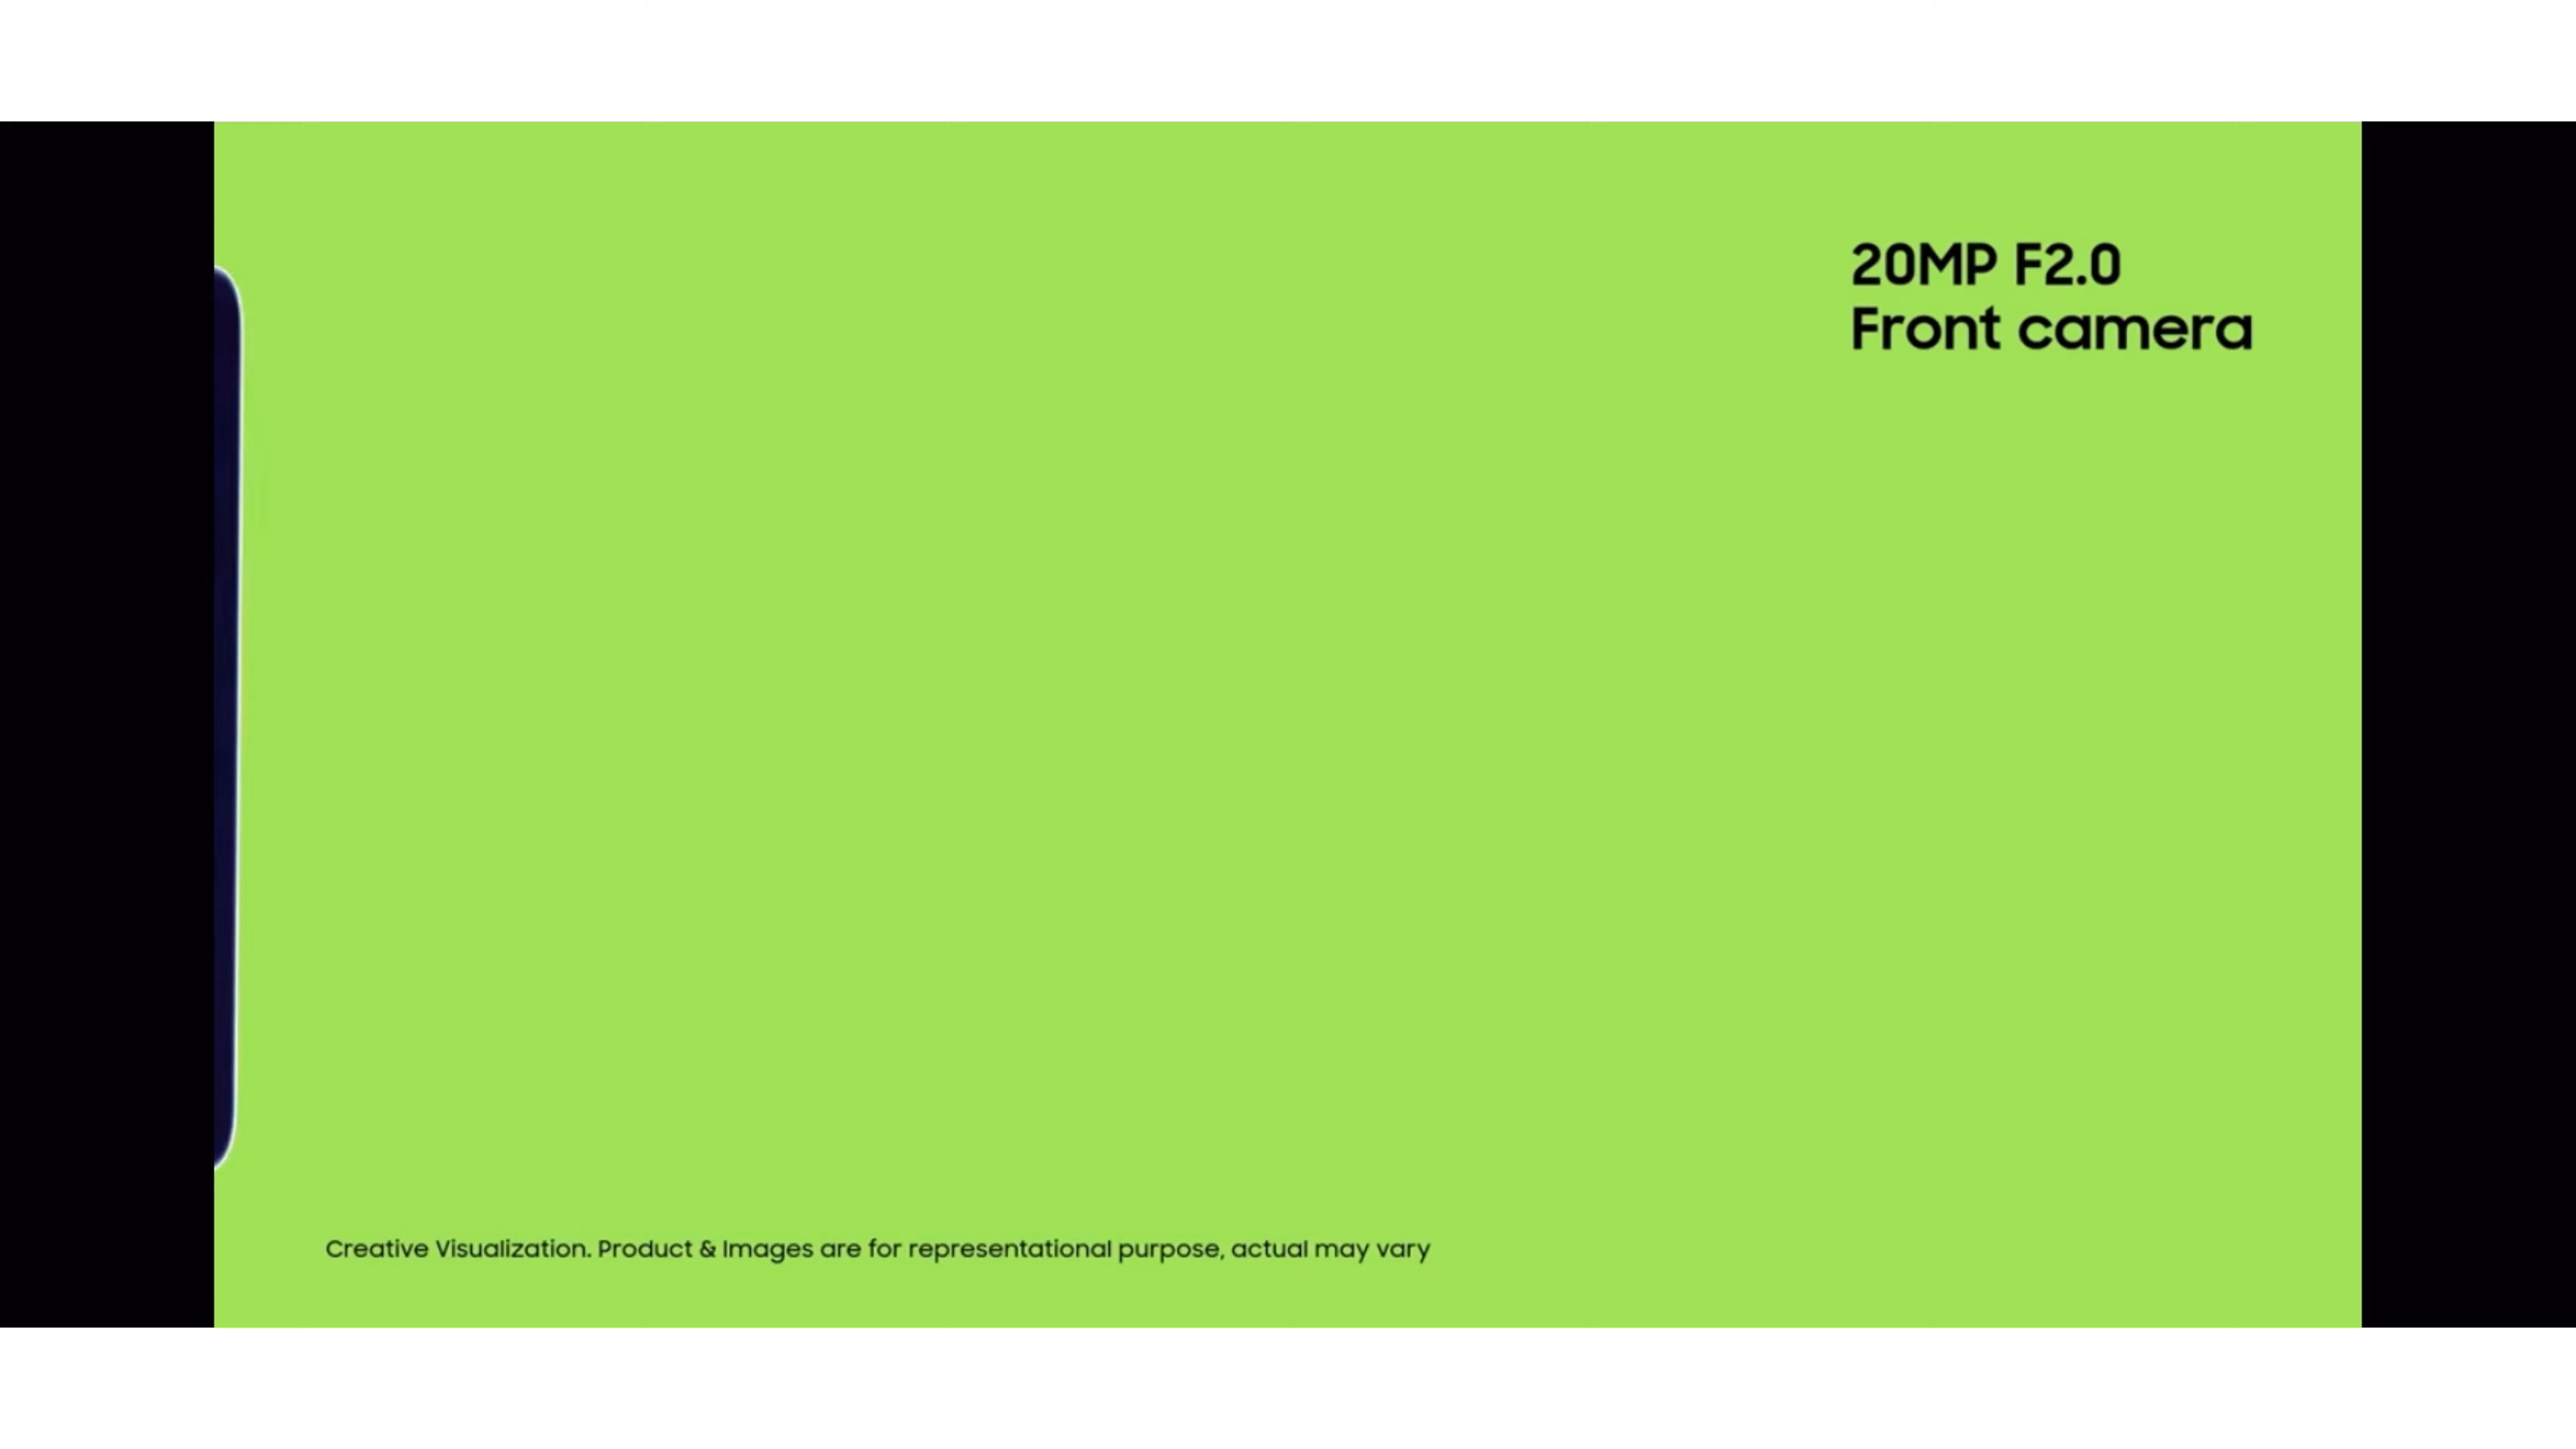 20MP F2.0
Front camera
Creative Visualization. Product & Images are for representational purpose, actual may vary